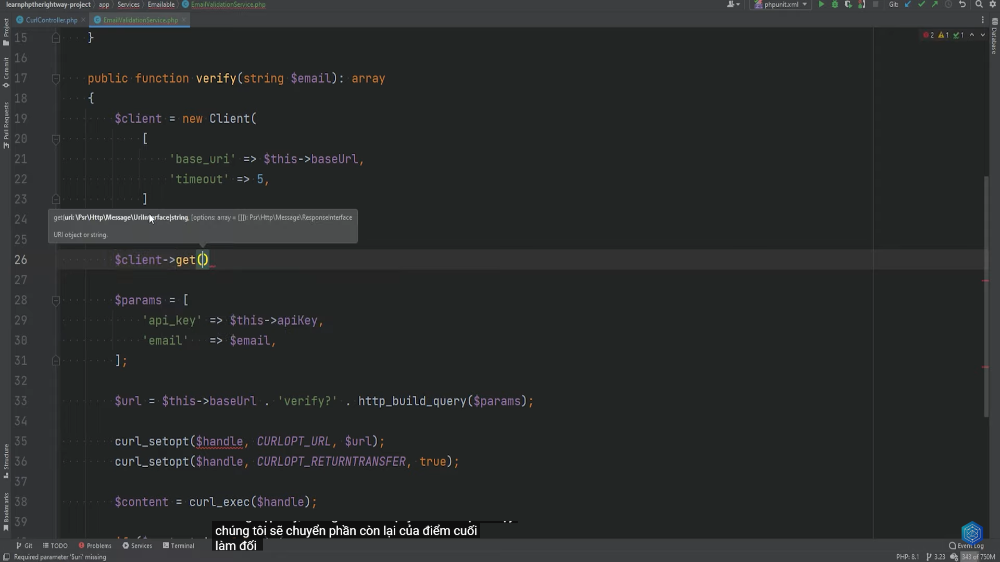 learnphptherightway-project app Services Emailable EmailValidationService.php phpunit.xml Git:
CurlController.php EmailValidationService.php
Project
Commit
Pull Requests
Structure
Bookmarks
Database
2 1 1
15 }
16
17 public function verify(string $email): array
18 {
19 $client = new Client(
20 [
21 'base_uri' => $this->baseUrl,
22 'timeout' => 5,
23 ]
24 get(uri: \Psr\Http\Message\UriInterface|string, [options: array = []]): Psr\Http\Message\ResponseInterface
25 URI object or string.
26 $client->get()
27
28 $params = [
29 'api_key' => $this->apiKey,
30 'email' => $email,
31 ];
32
33 $url = $this->baseUrl . 'verify?' . http_build_query($params);
34
35 curl_setopt($handle, CURLOPT_URL, $url);
36 curl_setopt($handle, CURLOPT_RETURNTRANSFER, true);
37
38 $content = curl_exec($handle);
39
chúng tôi sẽ chuyển phần còn lại của điểm cuối
làm đối
Git TODO Problems Services Terminal Event Log
Required parameter '$uri' missing PHP: 8.1 3.23 343 of 750M